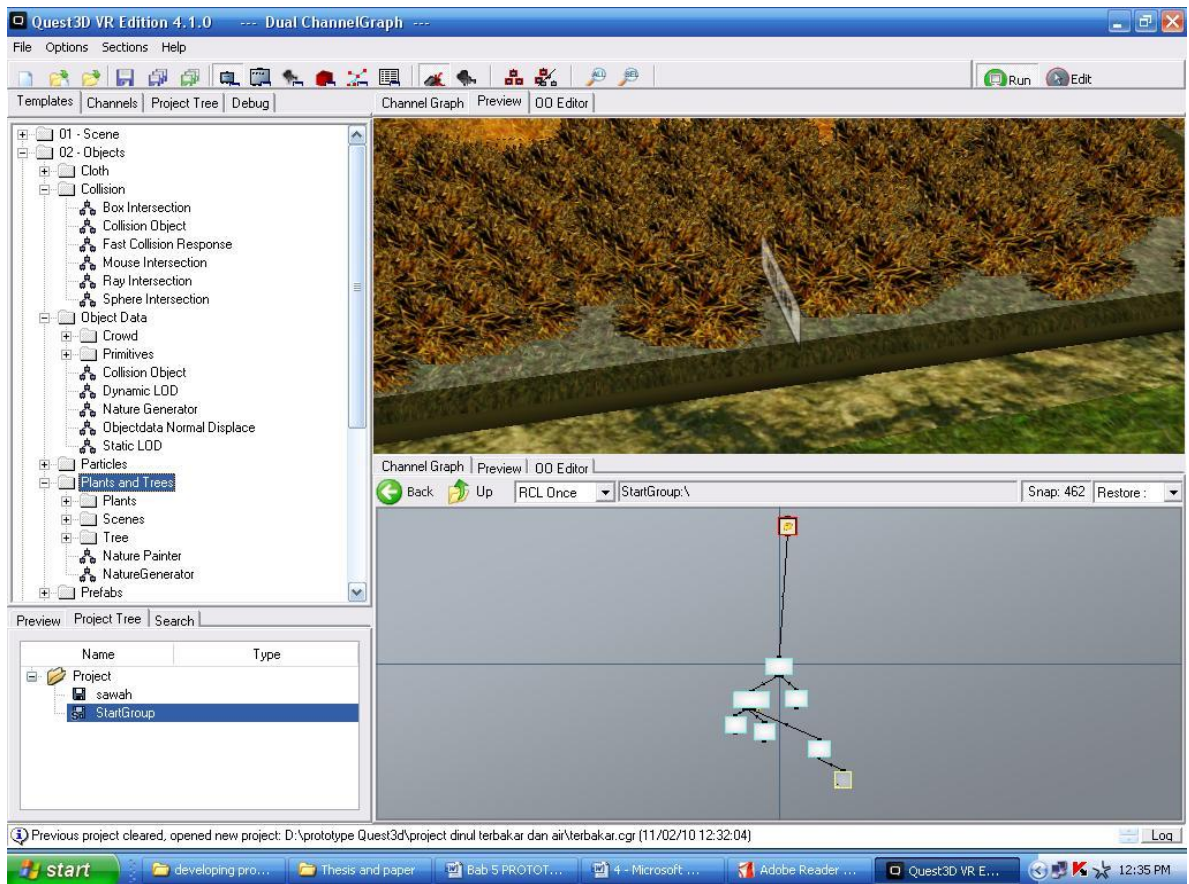 Quest3D VR Edition 4.1.0 --- Dual ChannelGraph ---
File Options Sections Help
Run Edit
Templates Channels Project Tree Debug
Channel Graph Preview OO Editor
01 - Scene
02 - Objects
Cloth
Collision
Box Intersection
Collision Object
Fast Collision Response
Mouse Intersection
Ray Intersection
Sphere Intersection
Object Data
Crowd
Primitives
Collision Object
Dynamic LOD
Nature Generator
Objectdata Normal Displace
Static LOD
Particles
Plants and Trees
Plants
Scenes
Tree
Nature Painter
NatureGenerator
Prefabs
Channel Graph Preview OO Editor
Back Up RCL Once StartGroup:\ Snap: 462 Restore :
Preview Project Tree Search
Name Type
Project
sawah
StartGroup
Previous project cleared, opened new project: D:\prototype Quest3d\project dinul terbakar dan air\terbakar.cgr (11/02/10 12:32:04) Log
start developing pro... Thesis and paper Bab 5 PROTOT... 4 - Microsoft ... Adobe Reader ... Quest3D VR E... 12:35 PM